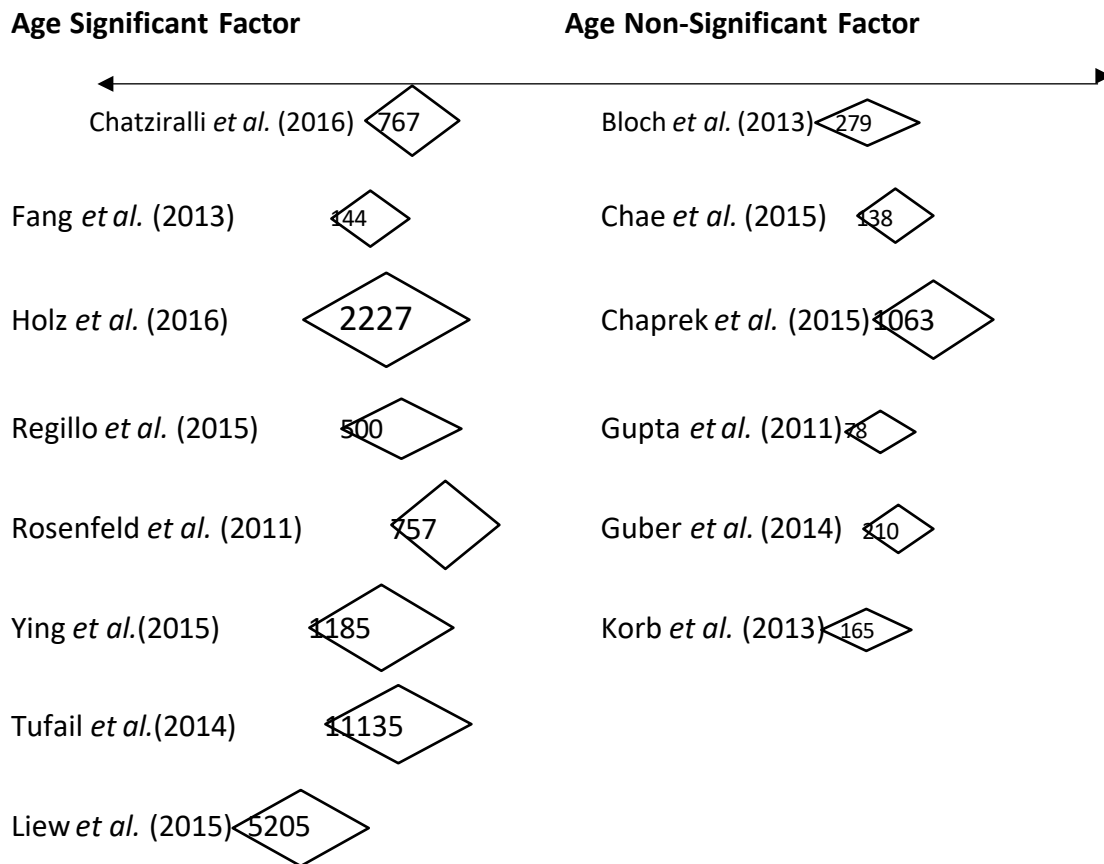 Age Significant Factor Age Non-Significant Factor
Chatziralli et al. (2016) 767 Bloch et al. (2013) 279
Fang et al. (2013) 144 Chae et al. (2015) 138
Holz et al. (2016) 2227 Chaprek et al. (2015) 1063
Regillo et al. (2015) 500 Gupta et al. (2011) 78
Rosenfeld et al. (2011) 757 Guber et al. (2014) 210
Ying et al.(2015) 1185 Korb et al. (2013) 165
Tufail et al.(2014) 11135
Liew et al. (2015) 5205